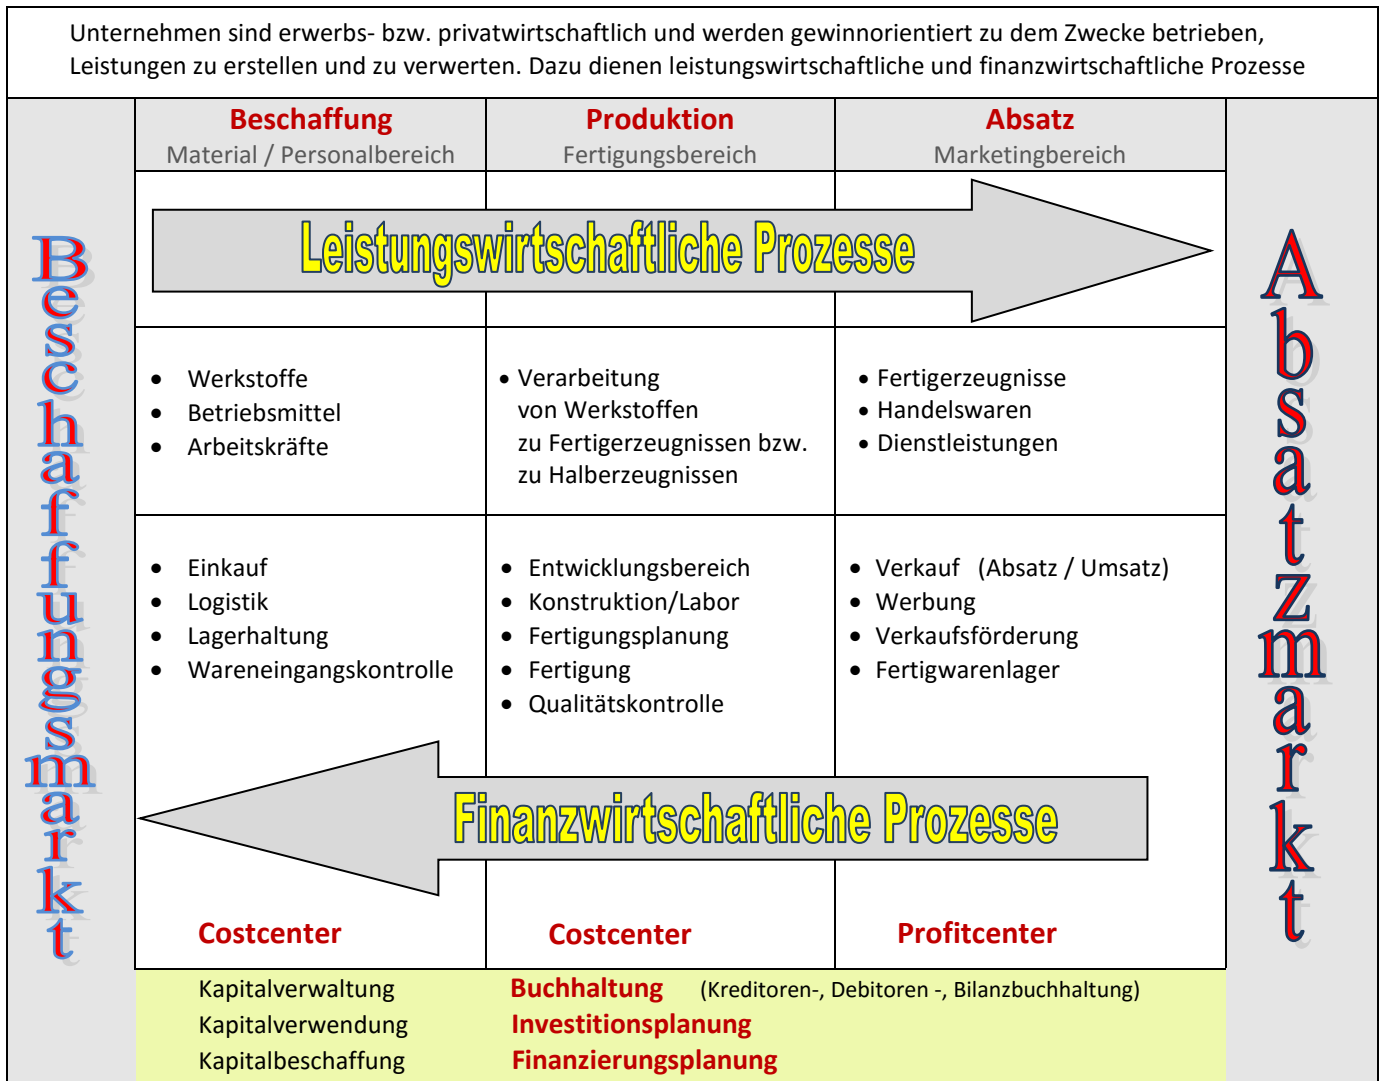 Unternehmen sind erwerbs- bzw. privatwirtschaftlich und werden gewinnorientiert zu dem Zwecke betrieben,
Leistungen zu erstellen und zu verwerten. Dazu dienen leistungswirtschaftliche und finanzwirtschaftliche Prozesse
Beschaffungsmarkt
Beschaffung
Material / Personalbereich
Produktion
Fertigungsbereich
Absatz
Marketingbereich
Leistungswirtschaftliche Prozesse
• Werkstoffe
• Betriebsmittel
• Arbeitskräfte
• Verarbeitung
von Werkstoffen
zu Fertigerzeugnissen bzw.
zu Halberzeugnissen
• Fertigerzeugnisse
• Handelswaren
• Dienstleistungen
• Einkauf
• Logistik
• Lagerhaltung
• Wareneingangskontrolle
• Entwicklungsbereich
• Konstruktion/Labor
• Fertigungsplanung
• Fertigung
• Qualitätskontrolle
• Verkauf (Absatz / Umsatz)
• Werbung
• Verkaufsförderung
• Fertigwarenlager
Finanzwirtschaftliche Prozesse
Costcenter
Costcenter
Profitcenter
Kapitalverwaltung Buchhaltung (Kreditoren-, Debitoren -, Bilanzbuchhaltung)
Kapitalverwendung Investitionsplanung
Kapitalbeschaffung Finanzierungsplanung
Absatzmarkt